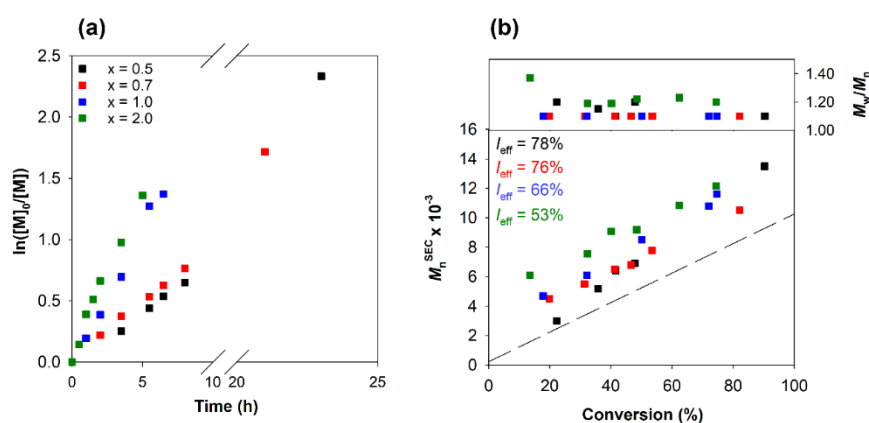 (a)
2.5
2.0
1.5
1.0
0.5
0.0
x = 0.5
x = 0.7
x = 1.0
x = 2.0
ln([M]₀/[M])
0 5 10 20 25
Time (h)
(b)
1.40
1.20
1.00
Mw/Mn
16
14
12
10
8
6
4
2
0
Ieff = 78%
Ieff = 76%
Ieff = 66%
Ieff = 53%
MnSEC x 10⁻³
0 20 40 60 80 100
Conversion (%)